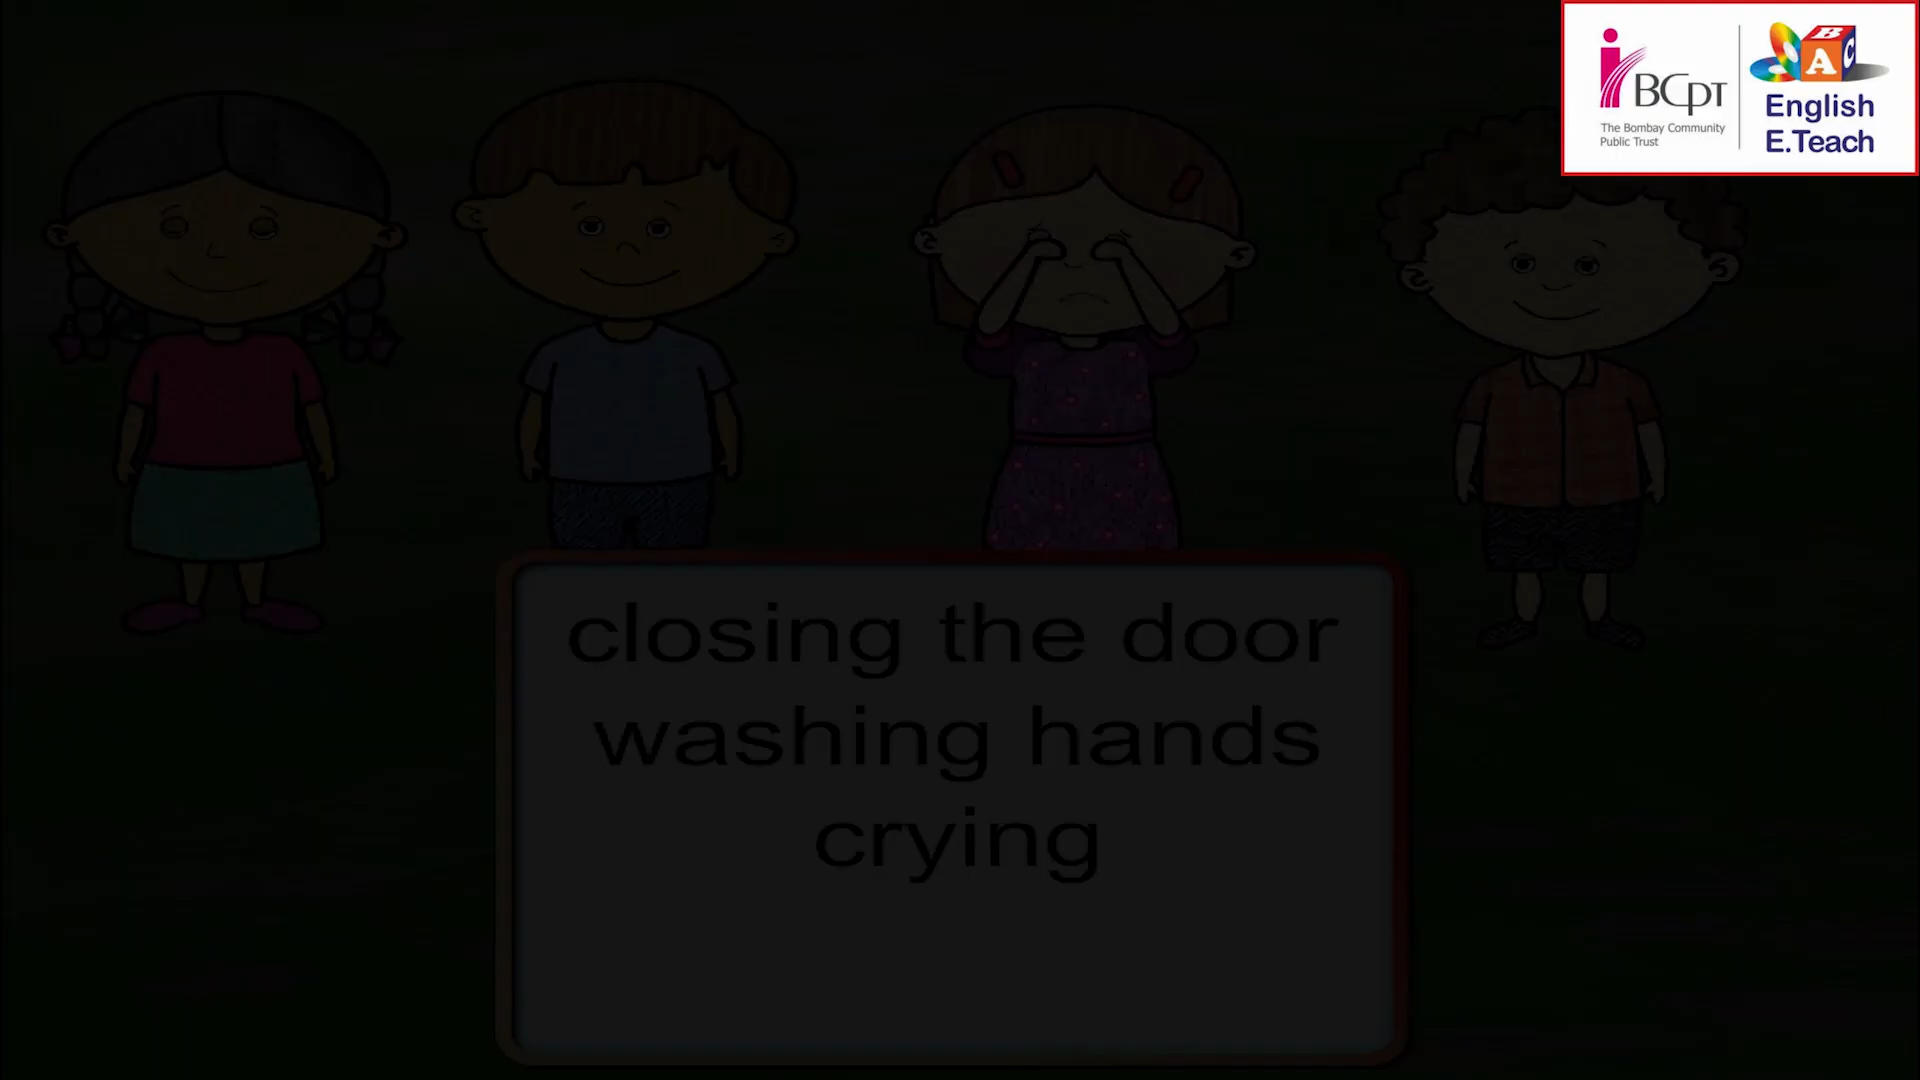 BCPT
The Bombay Community
Public Trust
B
A C
English
E.Teach
closing the door
washing hands
crying